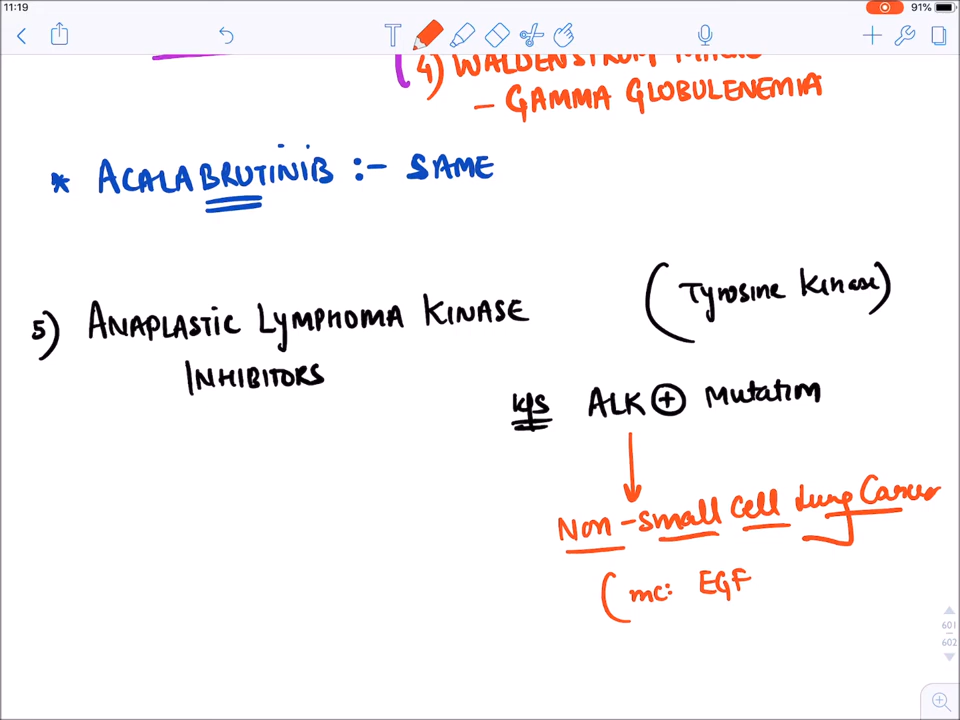 11:19
91%
4) WALDENSTROM MACRO
- GAMMA GLOBULENEMIA
* ACALABRUTINIB :- SAME
5) ANAPLASTIC LYMPHOMA KINASE (Tyrosine Kinase)
INHIBITORS
ALK + Mutation
Non-small Cell Lung Cancer
(mc: EGF
601
602